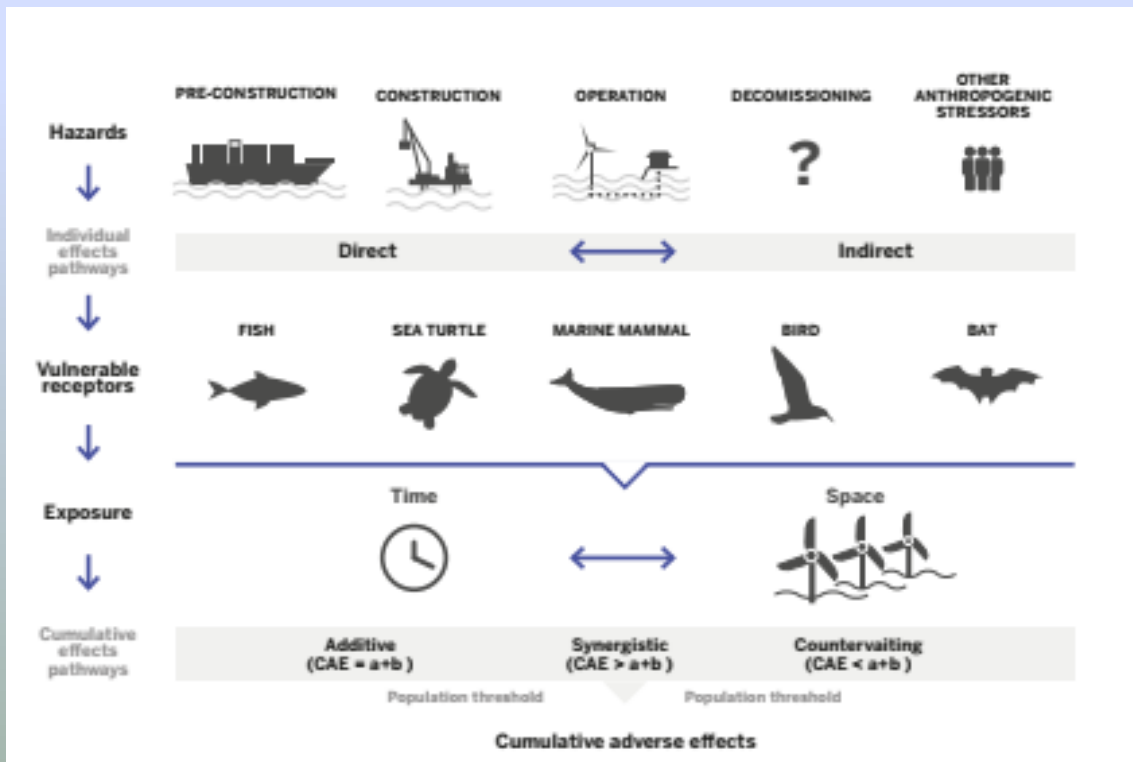 PRE-CONSTRUCTION
CONSTRUCTION
OPERATION
DECOMISSIONING
OTHER
ANTHROPOGENIC
STRESSORS
Hazards
?
Individual
effects
pathways
Direct
Indirect
FISH
SEA TURTLE
MARINE MAMMAL
BIRD
BAT
Vulnerable
receptors
Time
Space
Exposure
Cumulative
effects
pathways
Additive
(CAE = a+b )
Synergistic
(CAE > a+b )
Countervaiting
(CAE < a+b )
Population threshold
Population threshold
Cumulative adverse effects